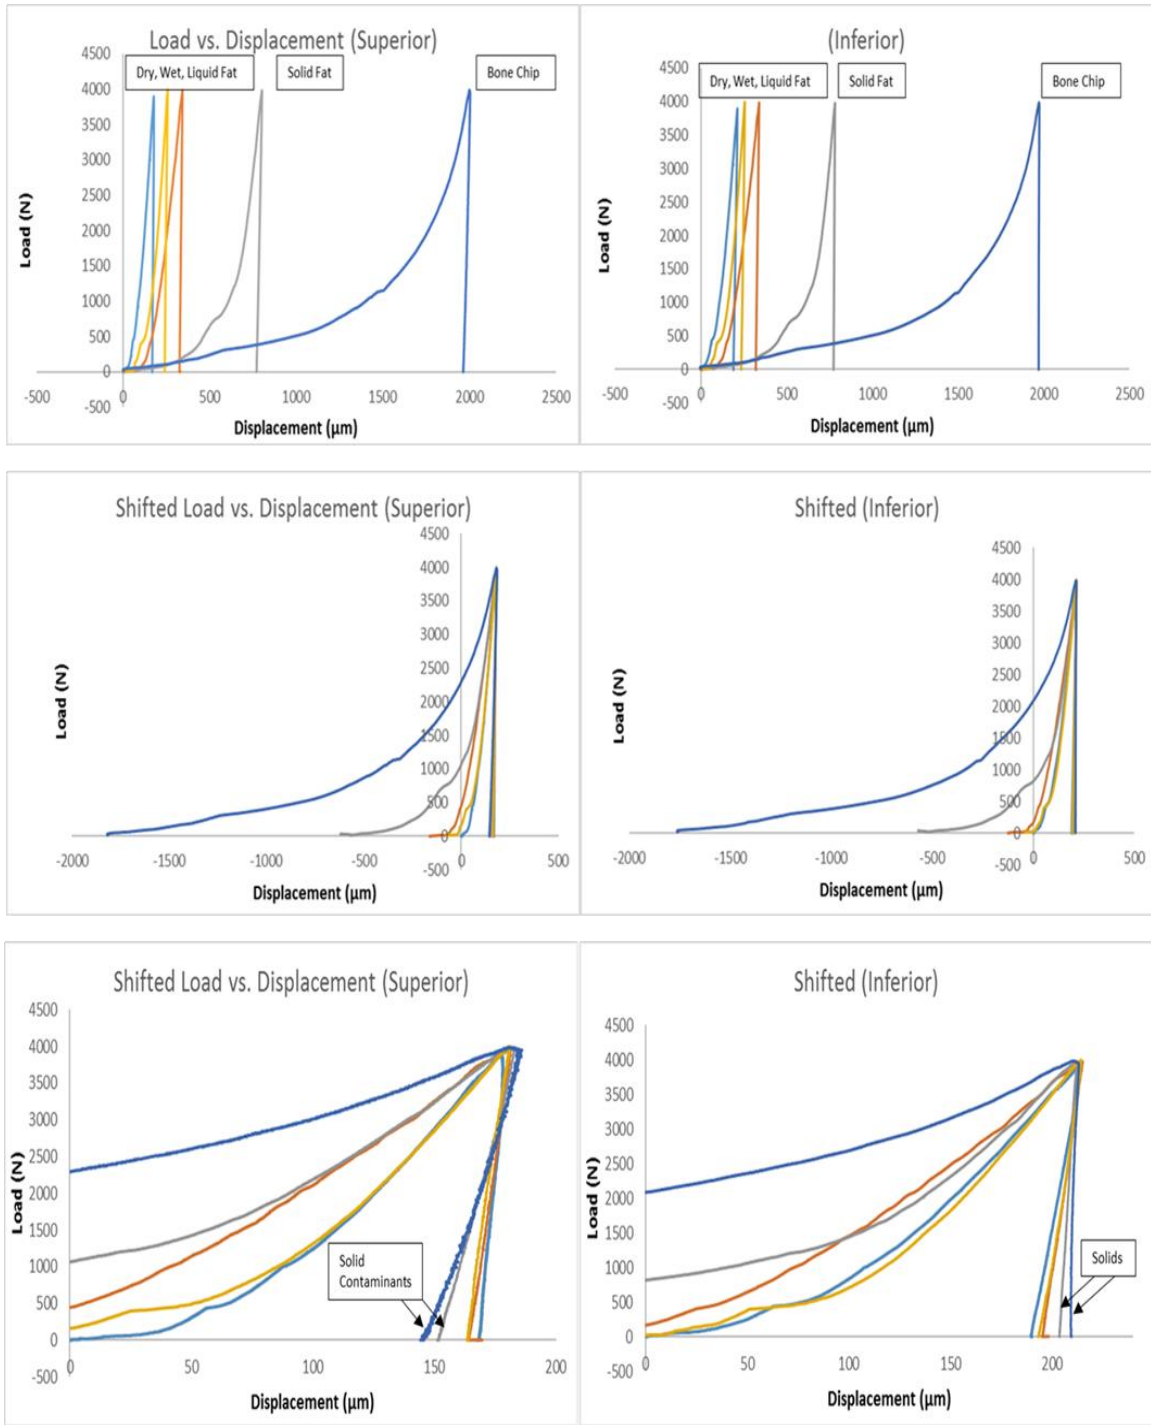 Load vs. Displacement (Superior)
4500
4000
3500
3000
2500
2000
1500
1000
500
0
-500
Dry, Wet, Liquid Fat
Solid Fat
Bone Chip
Load (N)
-500 0 500 1000 1500 2000 2500
Displacement (µm)
(Inferior)
4500
4000
3500
3000
2500
2000
1500
1000
500
0
-500
Dry, Wet, Liquid Fat
Solid Fat
Bone Chip
Load (N)
-500 0 500 1000 1500 2000 2500
Displacement (µm)
Shifted Load vs. Displacement (Superior)
4500
4000
3500
3000
2500
2000
1500
1000
500
0
-500
Load (N)
-2000 -1500 -1000 -500 0 500
Displacement (µm)
Shifted (Inferior)
4500
4000
3500
3000
2500
2000
1500
1000
500
0
-500
Load (N)
-2000 -1500 -1000 -500 0 500
Displacement (µm)
Shifted Load vs. Displacement (Superior)
4500
4000
3500
3000
2500
2000
1500
1000
500
0
-500
Load (N)
Solid
Contaminants
0 50 100 150 200
Displacement (µm)
Shifted (Inferior)
4500
4000
3500
3000
2500
2000
1500
1000
500
0
-500
Load (N)
Solids
0 50 100 150 200
Displacement (µm)